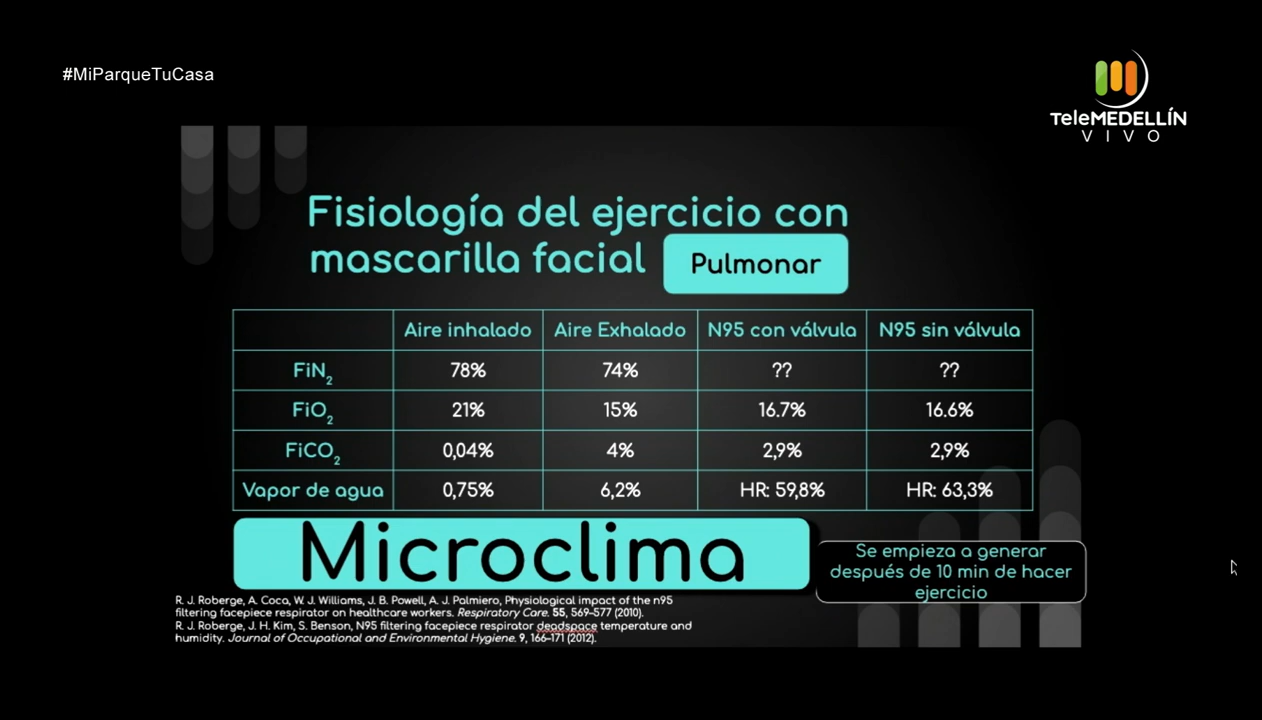 #MiParqueTuCasa
TeleMEDELLÍN
VIVO
Fisiología del ejercicio con
mascarilla facial
Pulmonar
Aire inhalado Aire Exhalado N95 con válvula N95 sin válvula
FiN2 78% 74% ?? ??
FiO2 21% 15% 16.7% 16.6%
FiCO2 0,04% 4% 2,9% 2,9%
Vapor de agua 0,75% 6,2% HR: 59,8% HR: 63,3%
Microclima
Se empieza a generar
después de 10 min de hacer
ejercicio
R. J. Roberge, A. Coca, W. J. Williams, J. B. Powell, A. J. Palmiero, Physiological impact of the n95
filtering facepiece respirator on healthcare workers. Respiratory Care. 55, 569–577 (2010).
R. J. Roberge, J. H. Kim, S. Benson, N95 filtering facepiece respirator deadspace temperature and
humidity. Journal of Occupational and Environmental Hygiene. 9, 166–171 (2012).